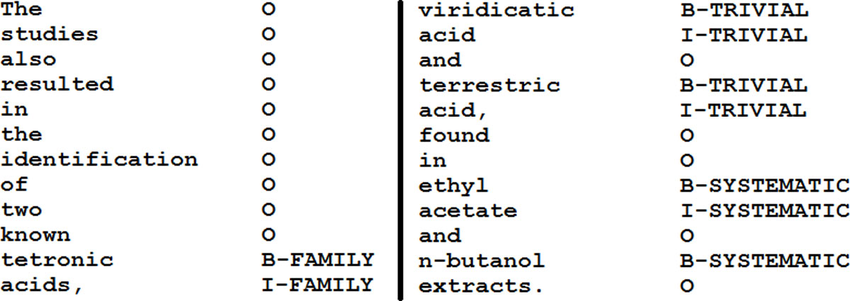 The O
studies O
also O
resulted O
in O
the O
identification O
of O
two O
known O
tetronic B-FAMILY
acids, I-FAMILY
viridicatic B-TRIVIAL
acid I-TRIVIAL
and O
terrestric B-TRIVIAL
acid, I-TRIVIAL
found O
in O
ethyl B-SYSTEMATIC
acetate I-SYSTEMATIC
and O
n-butanol B-SYSTEMATIC
extracts. O